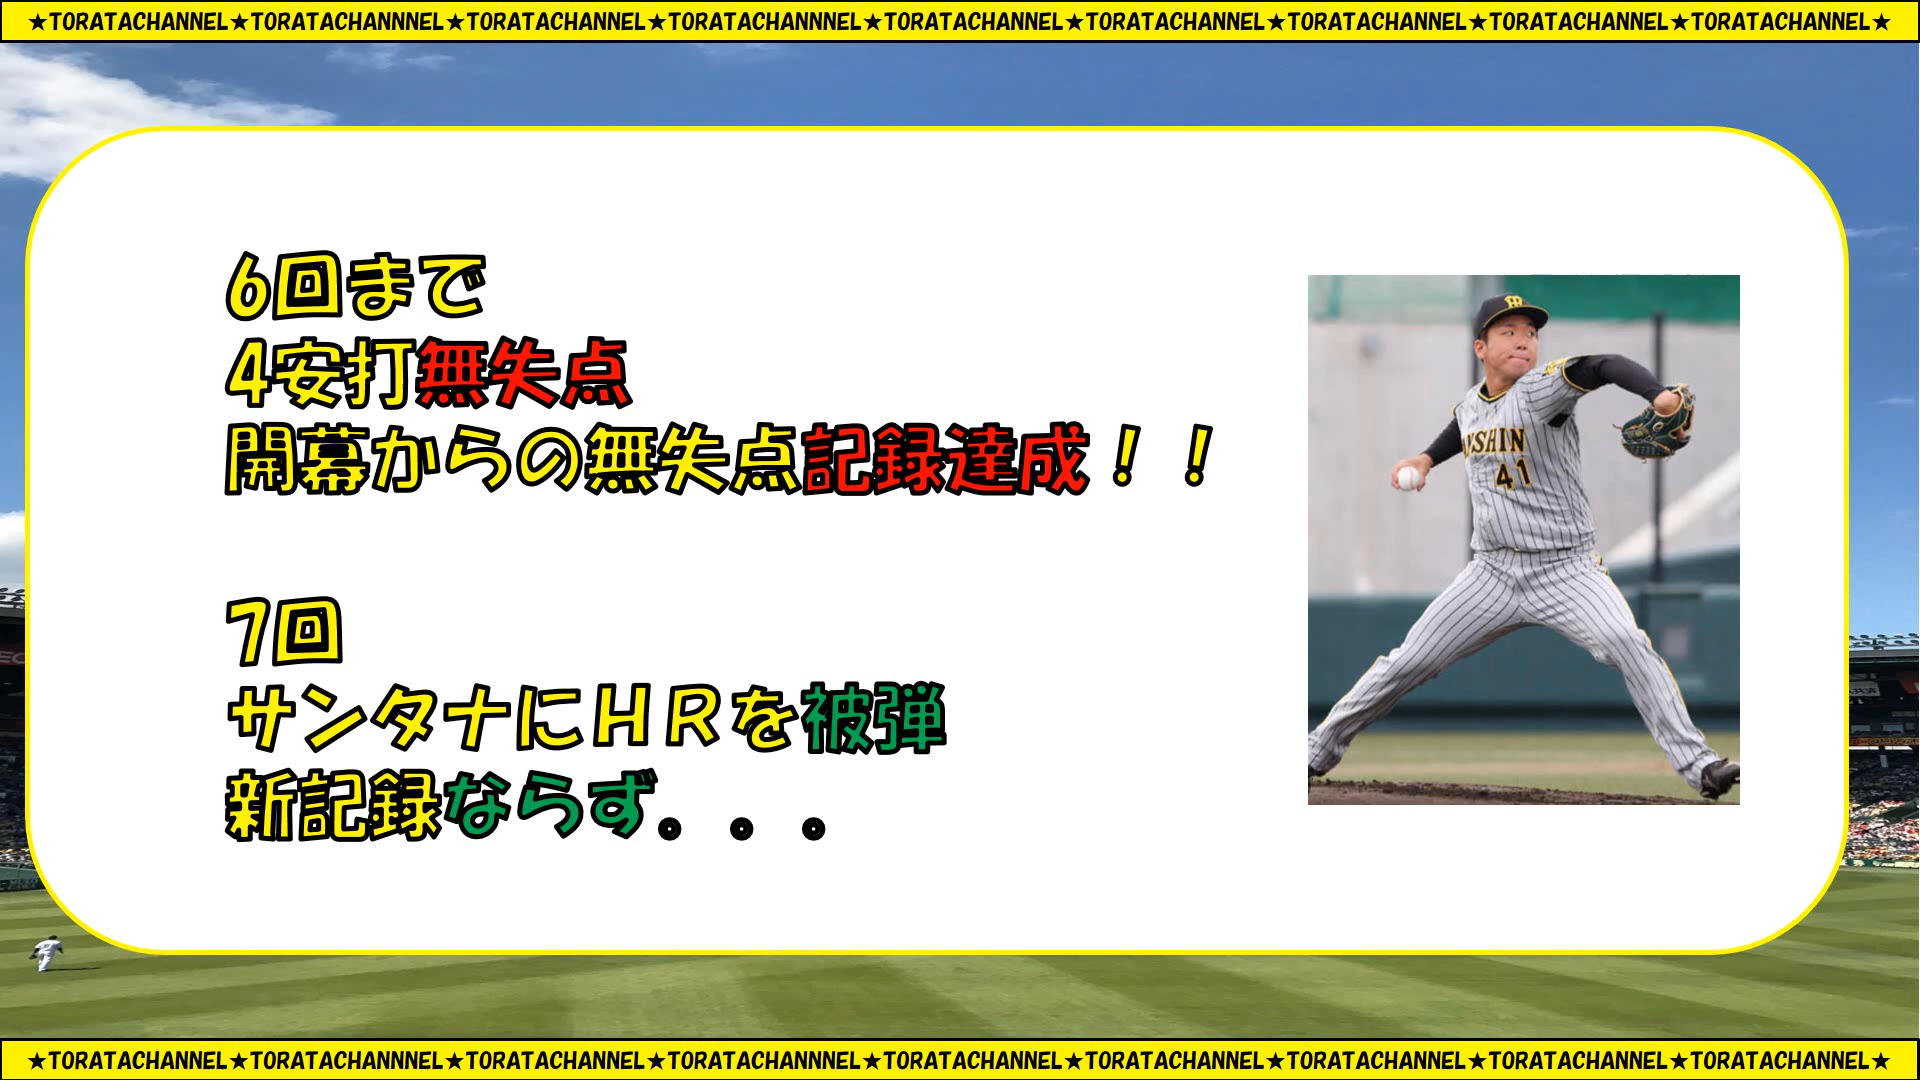 ★TORATACHANNEL★TORATACHANNNEL★TORATACHANNEL★TORATACHANNNEL★TORATACHANNEL★TORATACHANNEL★TORATACHANNEL★TORATACHANNEL★TORATACHANNEL★
6回まで
4安打無失点
開幕からの無失点記録達成！！
NSHIN
41
7回
サンタナにＨＲを被弾
新記録ならず。。。
★TORATACHANNEL★TORATACHANNNEL★TORATACHANNEL★TORATACHANNNEL★TORATACHANNEL★TORATACHANNEL★TORATACHANNEL★TORATACHANNEL★TORATACHANNEL★